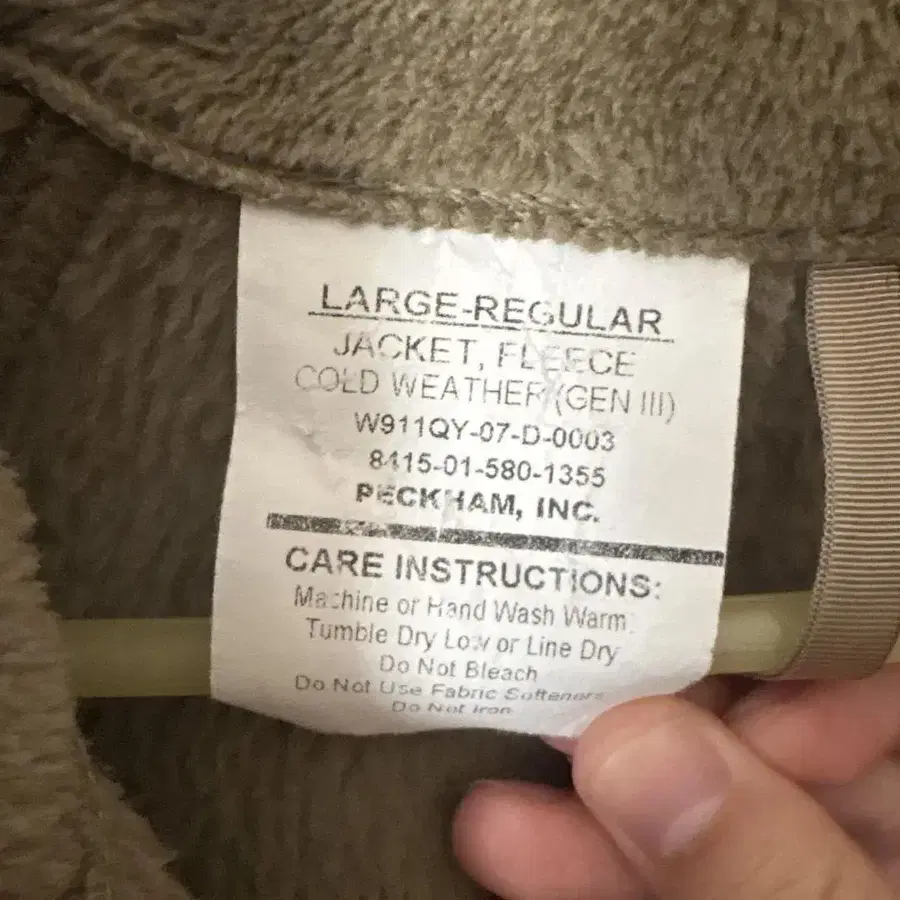 LARGE-REGULAR
JACKET, FLEECE
COLD WEATHER (GEN III)
W911QY-07-D-0003
8415-01-580-1355
PECKHAM, INC.
CARE INSTRUCTIONS:
Machine or Hand Wash Warm
Tumble Dry Low or Line Dry
Do Not Bleach
Do Not Use Fabric Softeners
Do Not Iron